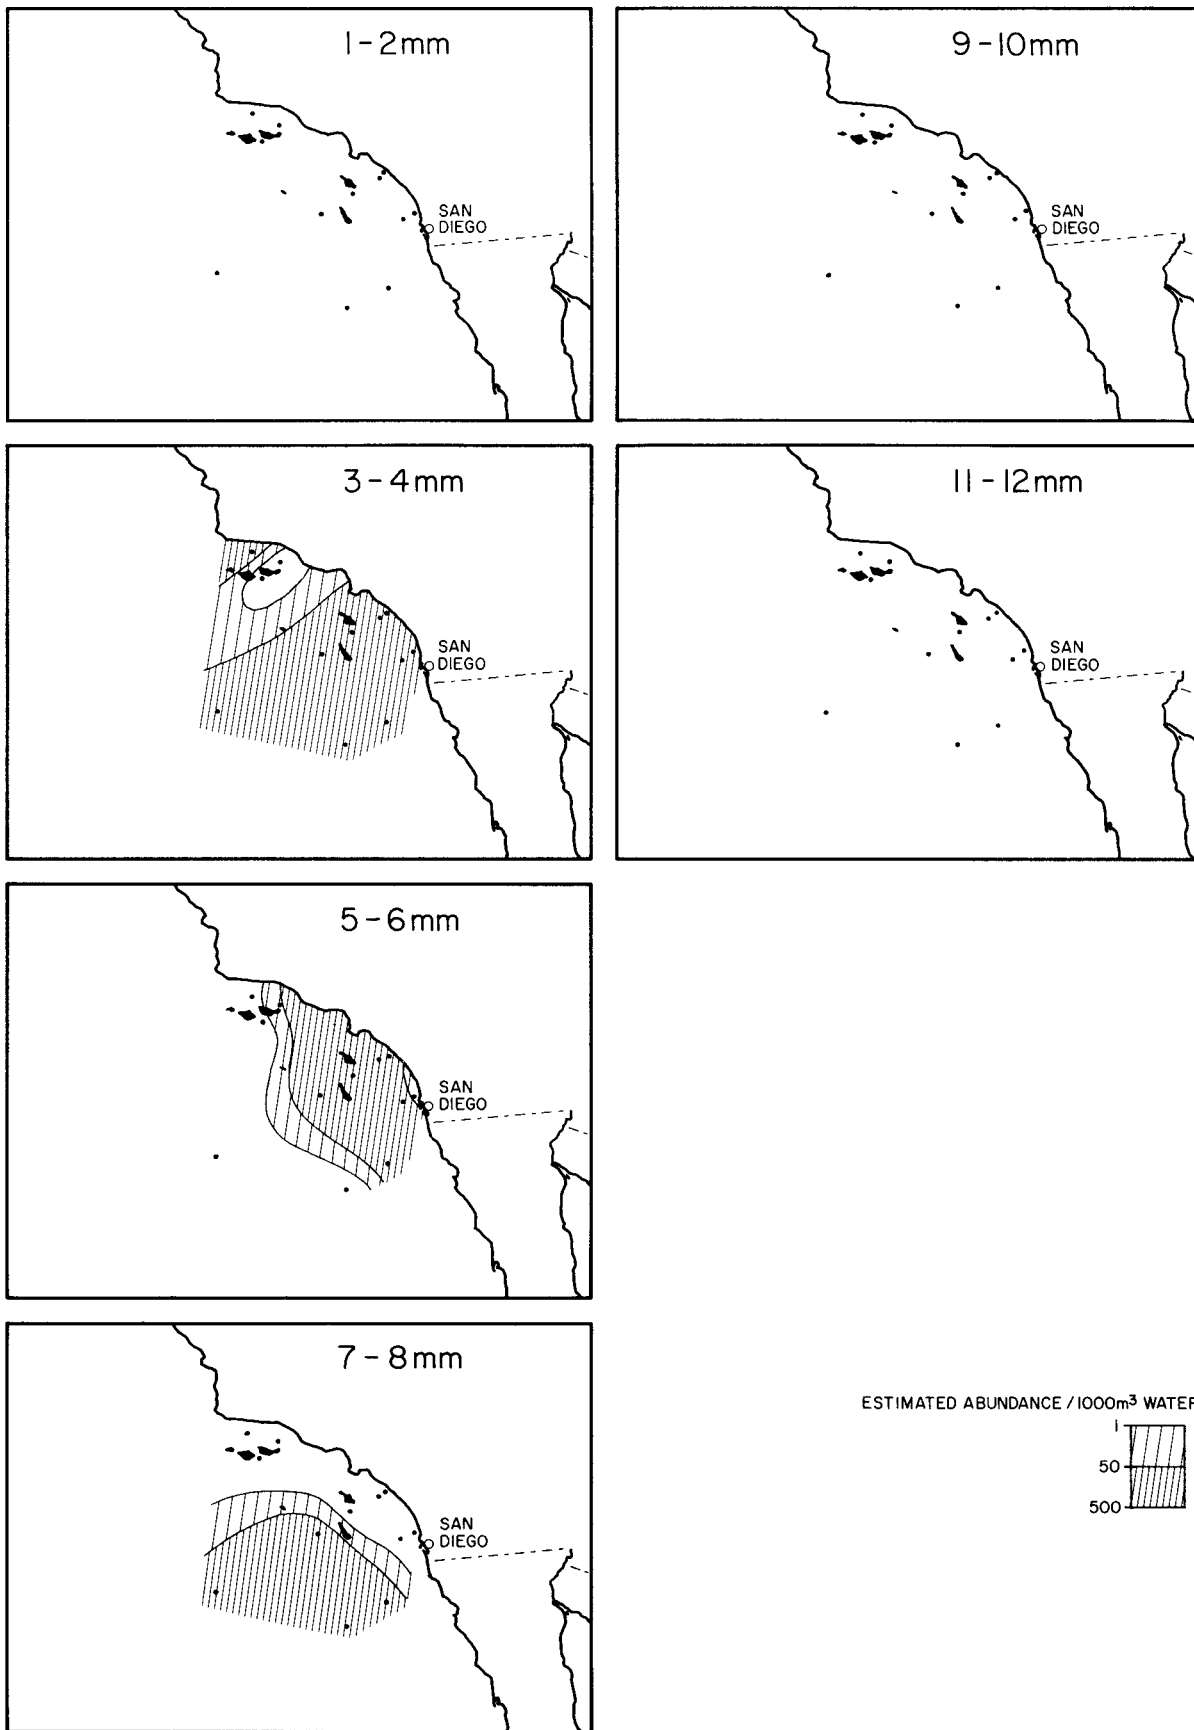 1-2mm
SAN
DIEGO
9-10mm
SAN
DIEGO
3-4mm
SAN
DIEGO
11-12mm
SAN
DIEGO
5-6mm
SAN
DIEGO
7-8mm
SAN
DIEGO
ESTIMATED ABUNDANCE/1000m³ WATER
1
50
500